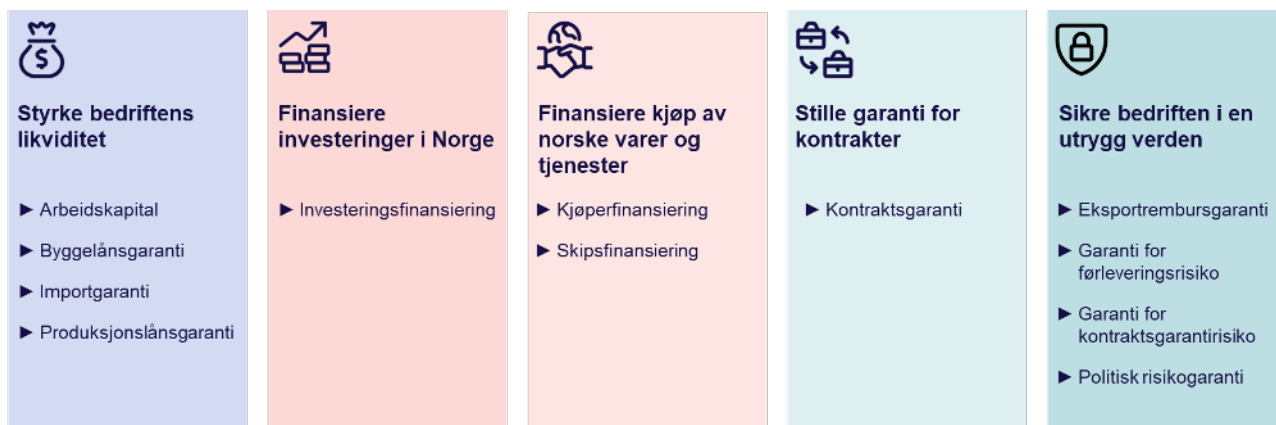 $
Styrke bedriftens
likviditet
► Arbeidskapital
► Byggelånsgaranti
► Importgaranti
► Produksjonslånsgaranti
Finansiere
investeringer i Norge
► Investeringsfinansiering
Finansiere kjøp av
norske varer og
tjenester
► Kjøperfinansiering
► Skipsfinansiering
Stille garanti for
kontrakter
► Kontraktsgaranti
Sikre bedriften i en
utrygg verden
► Eksportrembursgaranti
► Garanti for
førleveringsrisiko
► Garanti for
kontraktsgarantirisiko
► Politisk risikogaranti